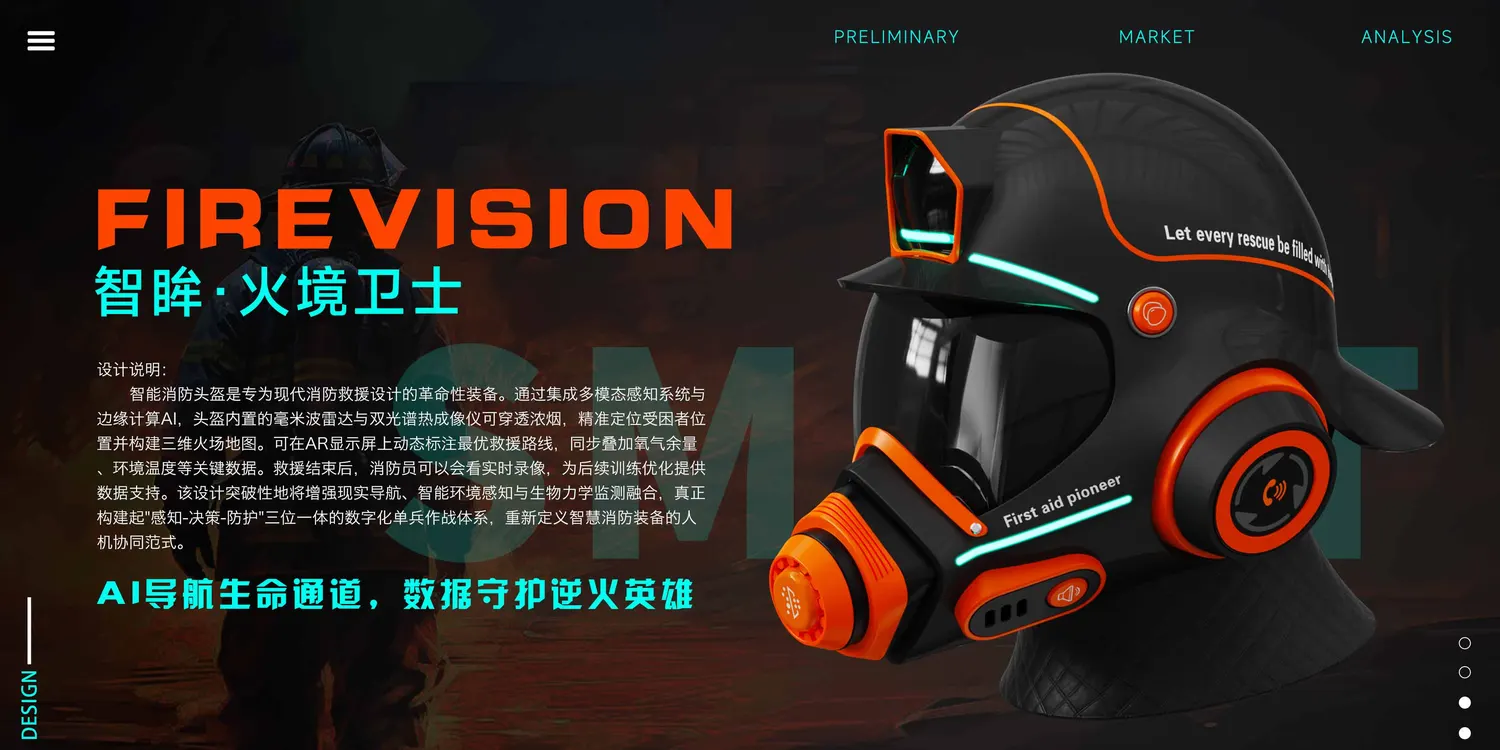 PRELIMINARY
MARKET
ANALYSIS
FIREVISION
智眸·火境卫士
设计说明：
智能消防头盔是专为现代消防救援设计的革命性装备。通过集成多模态感知系统与
边缘计算AI，头盔内置的毫米波雷达与双光谱热成像仪可穿透浓烟，精准定位受困者位
置并构建三维火场地图。可在AR显示屏上动态标注最优救援路线，同步叠加氧气余量
、环境温度等关键数据。救援结束后，消防员可以会看实时录像，为后续训练优化提供
数据支持。该设计突破性地将增强现实导航、智能环境感知与生物力学监测融合，真正
构建起"感知-决策-防护"三位一体的数字化单兵作战体系，重新定义智慧消防装备的人
机协同范式。
AI导航生命通道，数据守护逆火英雄
DESIGN
Let every rescue be filled with
First aid pioneer